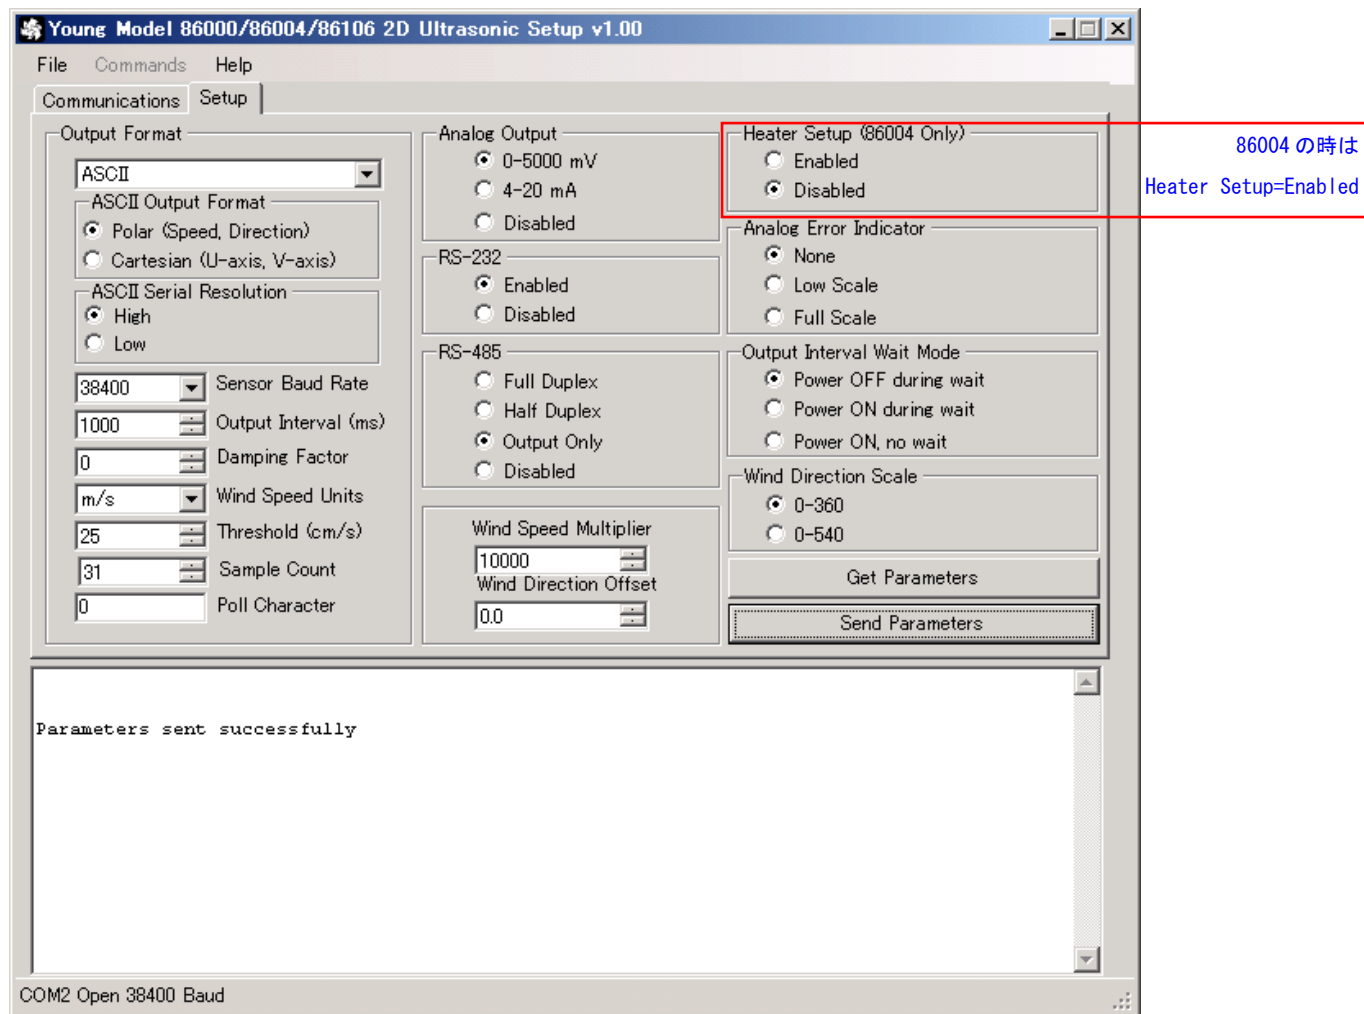 Young Model 86000/86004/86106 2D Ultrasonic Setup v1.00
File Commands Help
Communications Setup
Output Format
ASCII
ASCII Output Format
Polar (Speed, Direction)
Cartesian (U-axis, V-axis)
ASCII Serial Resolution
High
Low
38400 Sensor Baud Rate
1000 Output Interval (ms)
0 Damping Factor
m/s Wind Speed Units
25 Threshold (cm/s)
31 Sample Count
0 Poll Character
Analog Output
0-5000 mV
4-20 mA
Disabled
RS-232
Enabled
Disabled
RS-485
Full Duplex
Half Duplex
Output Only
Disabled
Wind Speed Multiplier
10000
Wind Direction Offset
0.0
Heater Setup (86004 Only)
Enabled
Disabled
Analog Error Indicator
None
Low Scale
Full Scale
Output Interval Wait Mode
Power OFF during wait
Power ON during wait
Power ON, no wait
Wind Direction Scale
0-360
0-540
Get Parameters
Send Parameters
86004の時は
Heater Setup=Enabled
Parameters sent successfully
COM2 Open 38400 Baud